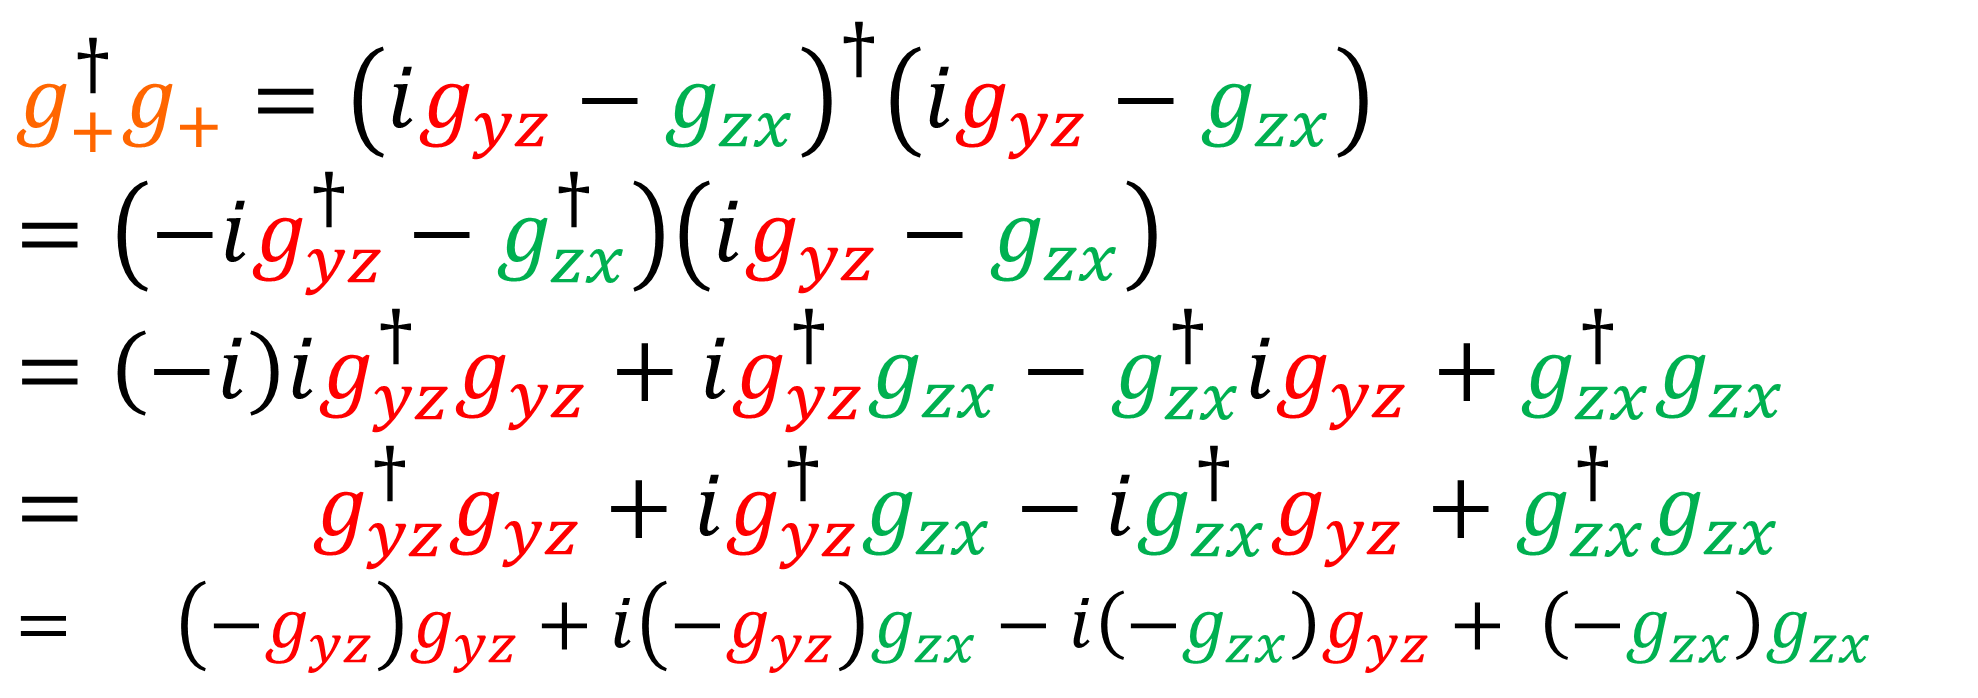 g₊†g₊ = (ig_yz − g_zx)†(ig_yz − g_zx)
= (−ig_yz† − g_zx†)(ig_yz − g_zx)
= (−i)ig_yz†g_yz + ig_yz†g_zx − g_zx†ig_yz + g_zx†g_zx
= g_yz†g_yz + ig_yz†g_zx − ig_zx†g_yz + g_zx†g_zx
= (−g_yz)g_yz + i(−g_yz)g_zx − i(−g_zx)g_yz + (−g_zx)g_zx